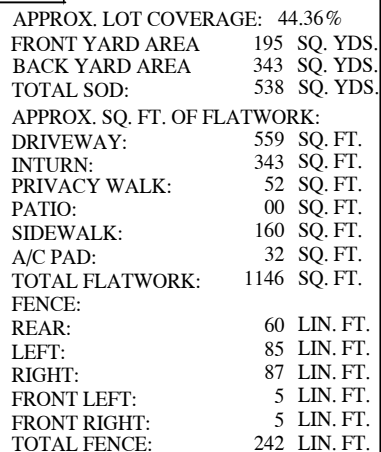 APPROX. LOT COVERAGE: 44.36%
FRONT YARD AREA 195 SQ. YDS.
BACK YARD AREA 343 SQ. YDS.
TOTAL SOD: 538 SQ. YDS.
APPROX. SQ. FT. OF FLATWORK:
DRIVEWAY: 559 SQ. FT.
INTURN: 343 SQ. FT.
PRIVACY WALK: 52 SQ. FT.
PATIO: 00 SQ. FT.
SIDEWALK: 160 SQ. FT.
A/C PAD: 32 SQ. FT.
TOTAL FLATWORK: 1146 SQ. FT.
FENCE:
REAR: 60 LIN. FT.
LEFT: 85 LIN. FT.
RIGHT: 87 LIN. FT.
FRONT LEFT: 5 LIN. FT.
FRONT RIGHT: 5 LIN. FT.
TOTAL FENCE: 242 LIN. FT.